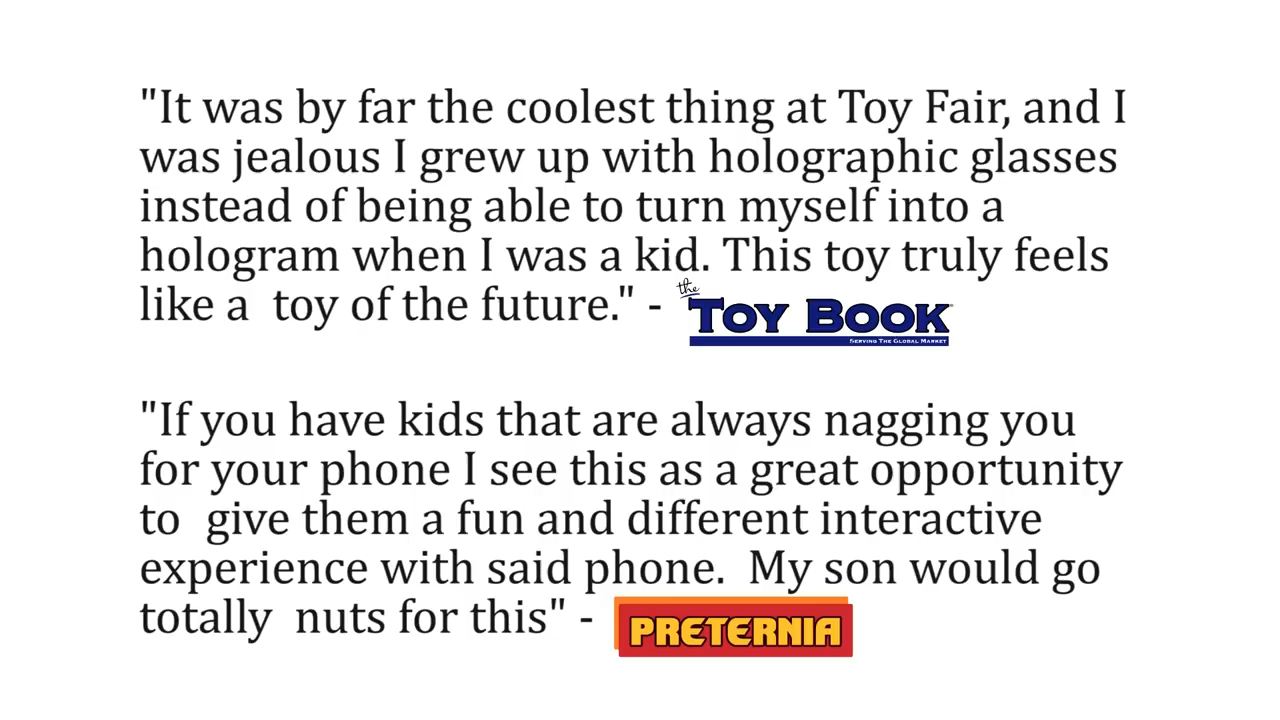 "It was by far the coolest thing at Toy Fair, and I
was jealous I grew up with holographic glasses
instead of being able to turn myself into a
hologram when I was a kid. This toy truly feels
like a  toy of the future." - the Toy Book
Serving The Global Market
"If you have kids that are always nagging you
for your phone I see this as a great opportunity
to  give them a fun and different interactive
experience with said phone.  My son would go
totally  nuts for this" - PRETERNIA